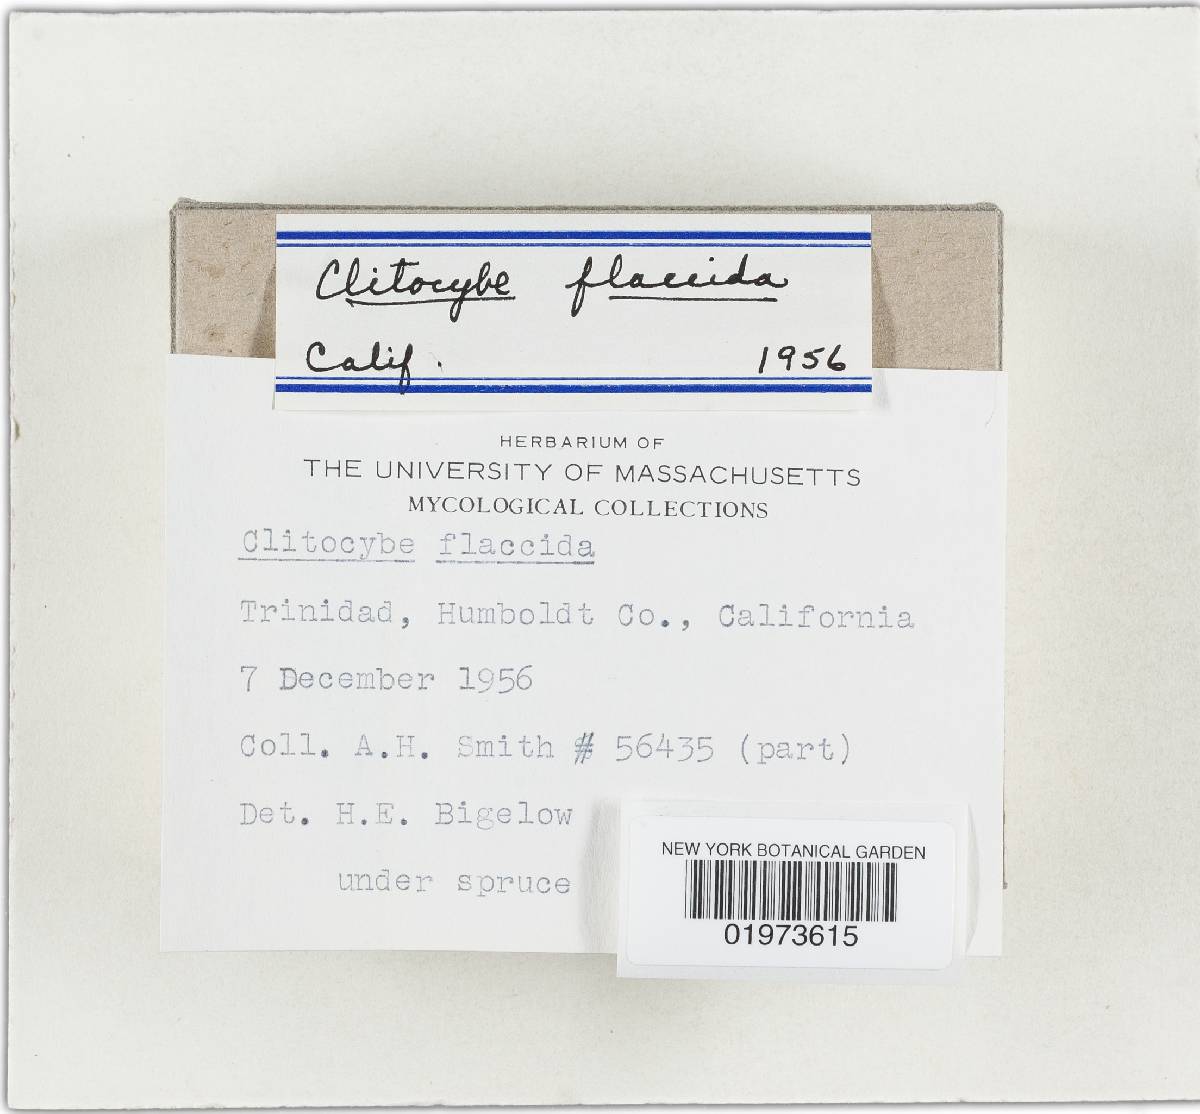 Clitocybe flaccida
Calif. 1956
HERBARIUM OF
THE UNIVERSITY OF MASSACHUSETTS
MYCOLOGICAL COLLECTIONS
Clitocybe flaccida
Trinidad, Humboldt Co., California
7 December 1956
Coll. A.H. Smith # 56435 (part)
Det. H.E. Bigelow
under spruce
NEW YORK BOTANICAL GARDEN
01973615